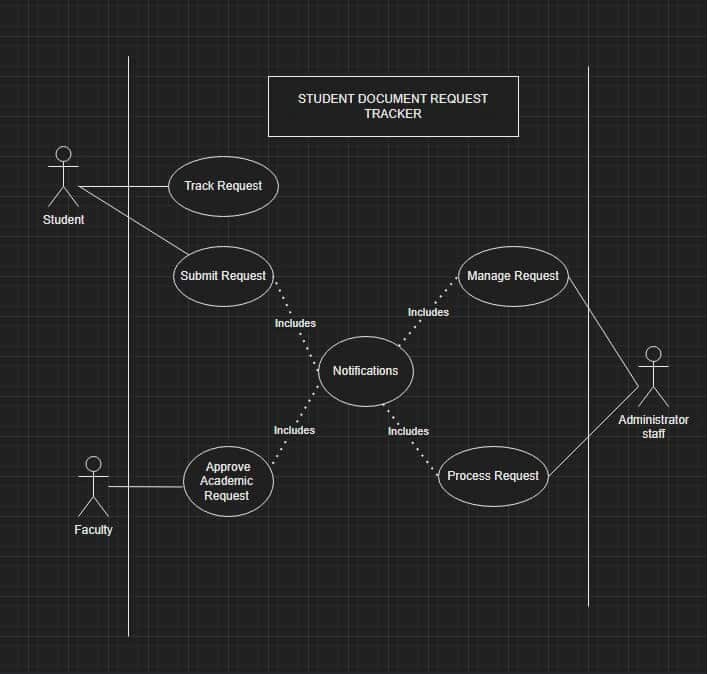 STUDENT DOCUMENT REQUEST
TRACKER
Track Request
Student
Submit Request
Manage Request
Includes
Includes
Notifications
Administrator
staff
Includes
Includes
Approve
Academic
Request
Process Request
Faculty